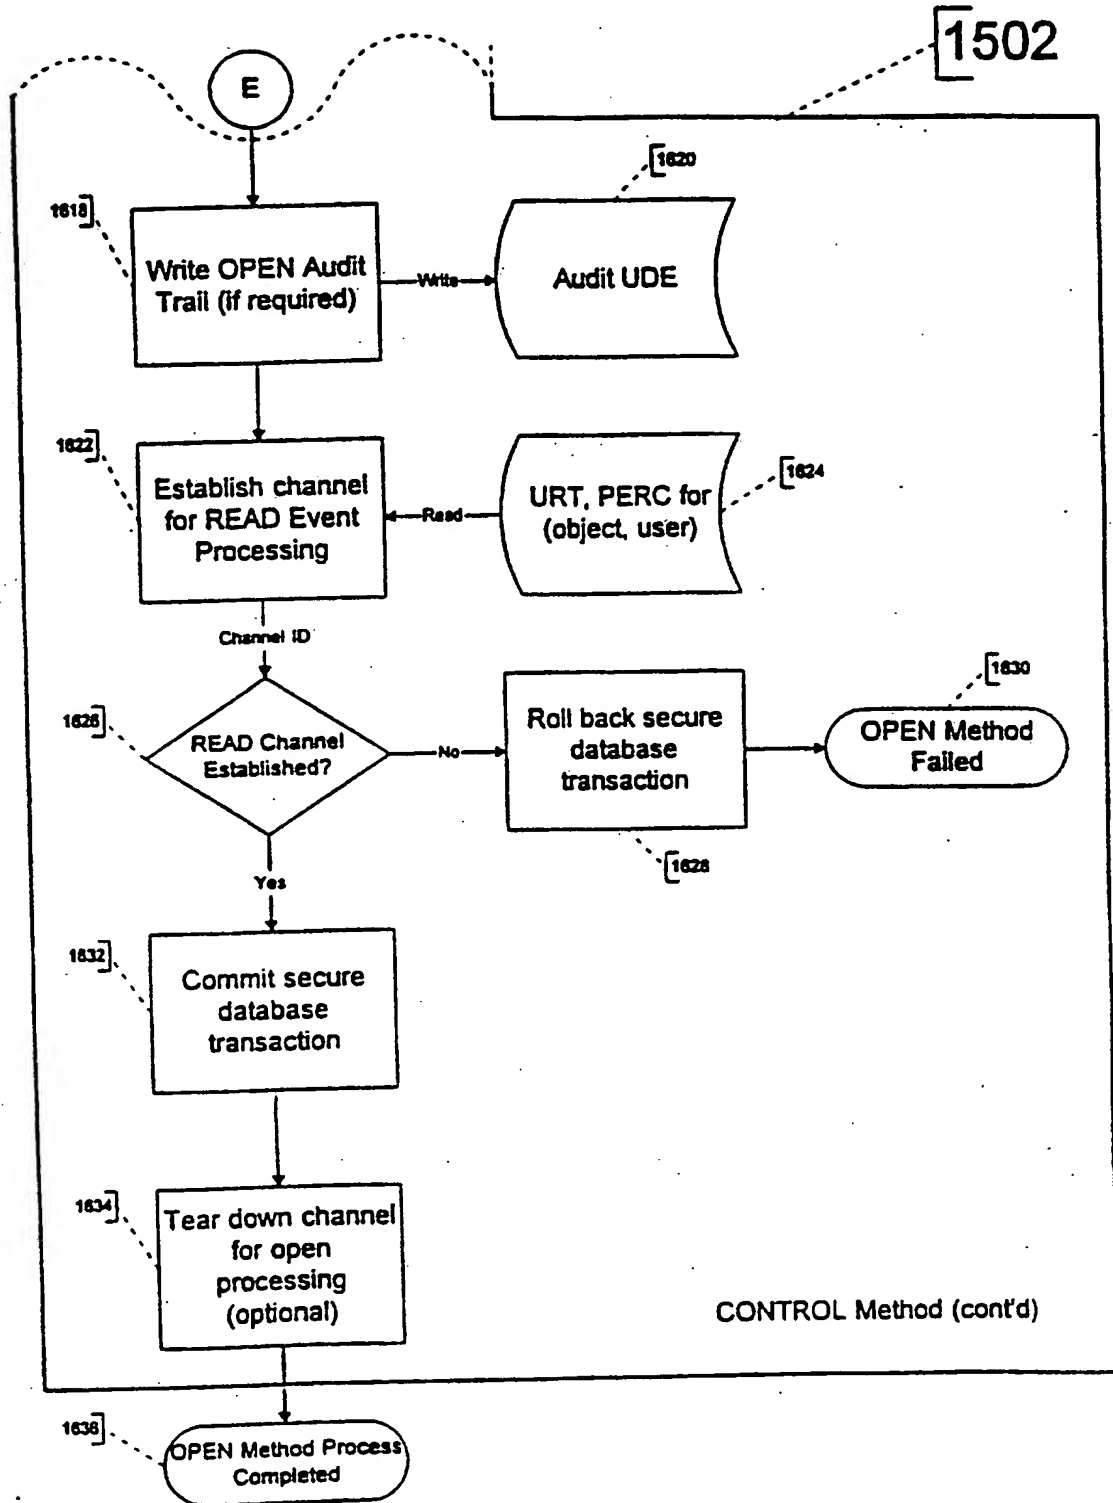 1502
E
1620
1618
Write OPEN Audit
Trail (if required)
Write
Audit UDE
1622
Establish channel
for READ Event
Processing
Read
URT, PERC for
(object, user)
1624
Channel ID
1626
READ Channel
Established?
No
Roll back secure
database
transaction
1628
1630
OPEN Method
Failed
Yes
1632
Commit secure
database
transaction
1634
Tear down channel
for open
processing
(optional)
CONTROL Method (cont'd)
1636
OPEN Method Process
Completed